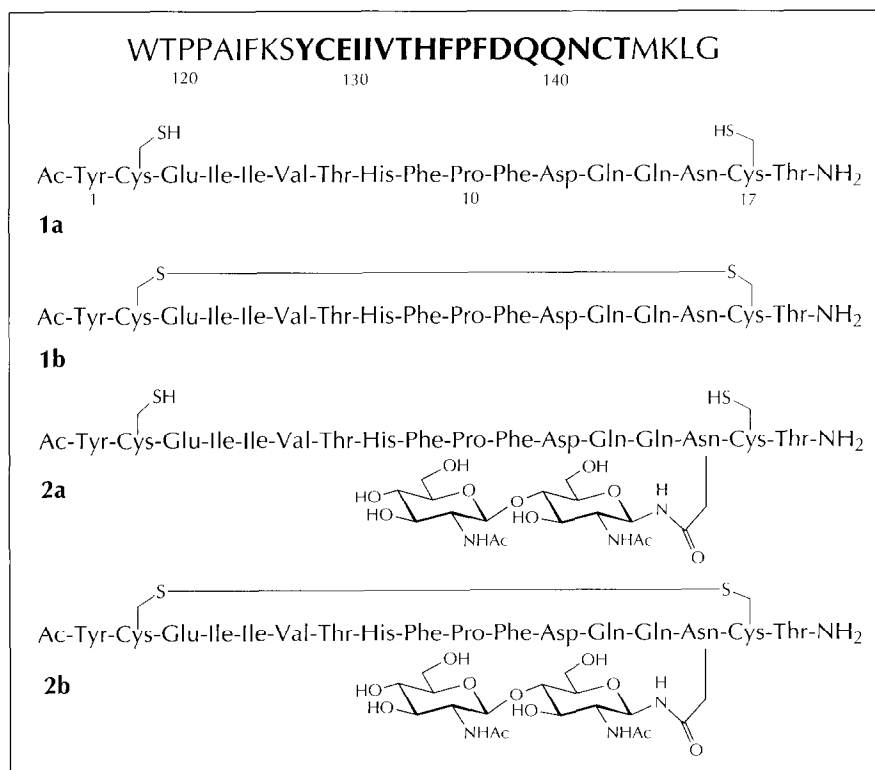 WTPPAIFKSYCEIIVTHFPFDQQNCTMKLG
120 130 140
SH HS
Ac-Tyr-Cys-Glu-Ile-Ile-Val-Thr-His-Phe-Pro-Phe-Asp-Gln-Gln-Asn-Cys-Thr-NH2
1 10 17
1a
S S
Ac-Tyr-Cys-Glu-Ile-Ile-Val-Thr-His-Phe-Pro-Phe-Asp-Gln-Gln-Asn-Cys-Thr-NH2
1b
SH HS
Ac-Tyr-Cys-Glu-Ile-Ile-Val-Thr-His-Phe-Pro-Phe-Asp-Gln-Gln-Asn-Cys-Thr-NH2
2a
OH OH
HO O O O H
HO HO N
NHAc NHAc O
S S
Ac-Tyr-Cys-Glu-Ile-Ile-Val-Thr-His-Phe-Pro-Phe-Asp-Gln-Gln-Asn-Cys-Thr-NH2
2b
OH OH
HO O O O H
HO HO N
NHAc NHAc O